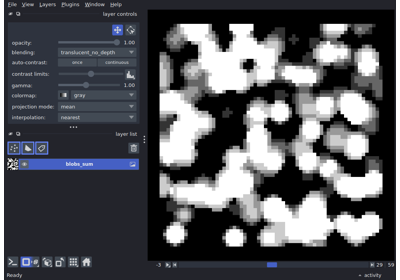 File View Layers Plugins Window Help
layer controls
opacity: 1.00
blending: translucent_no_depth
auto-contrast: once continuous
contrast limits:
gamma: 1.00
colormap: gray
projection mode: mean
interpolation: nearest
layer list
blobs_sum
-3 29 59
Ready activity